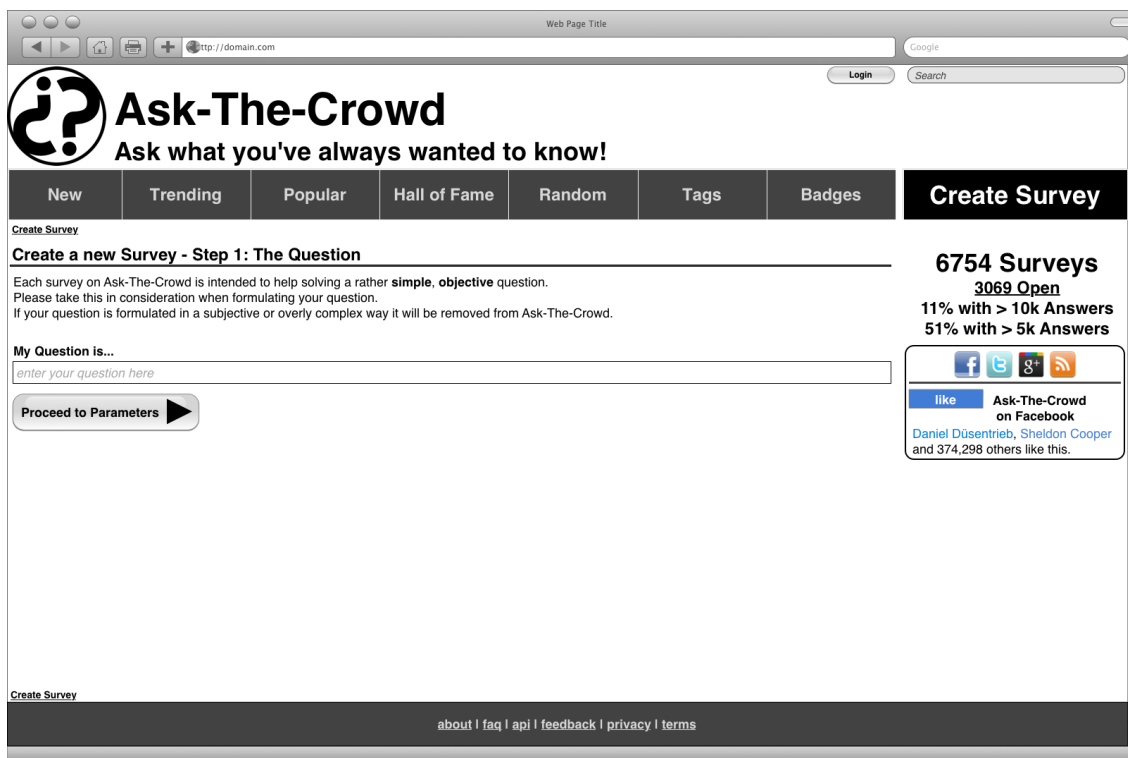 Web Page Title
ttp://domain.com
Google
Login
Search
¿?
Ask-The-Crowd
Ask what you've always wanted to know!
New Trending Popular Hall of Fame Random Tags Badges Create Survey
Create Survey
Create a new Survey - Step 1: The Question
Each survey on Ask-The-Crowd is intended to help solving a rather simple, objective question.
Please take this in consideration when formulating your question.
If your question is formulated in a subjective or overly complex way it will be removed from Ask-The-Crowd.
My Question is...
enter your question here
Proceed to Parameters
6754 Surveys
3069 Open
11% with > 10k Answers
51% with > 5k Answers
f t g+
like Ask-The-Crowd
on Facebook
Daniel Düsentrieb, Sheldon Cooper
and 374,298 others like this.
Create Survey
about | faq | api | feedback | privacy | terms